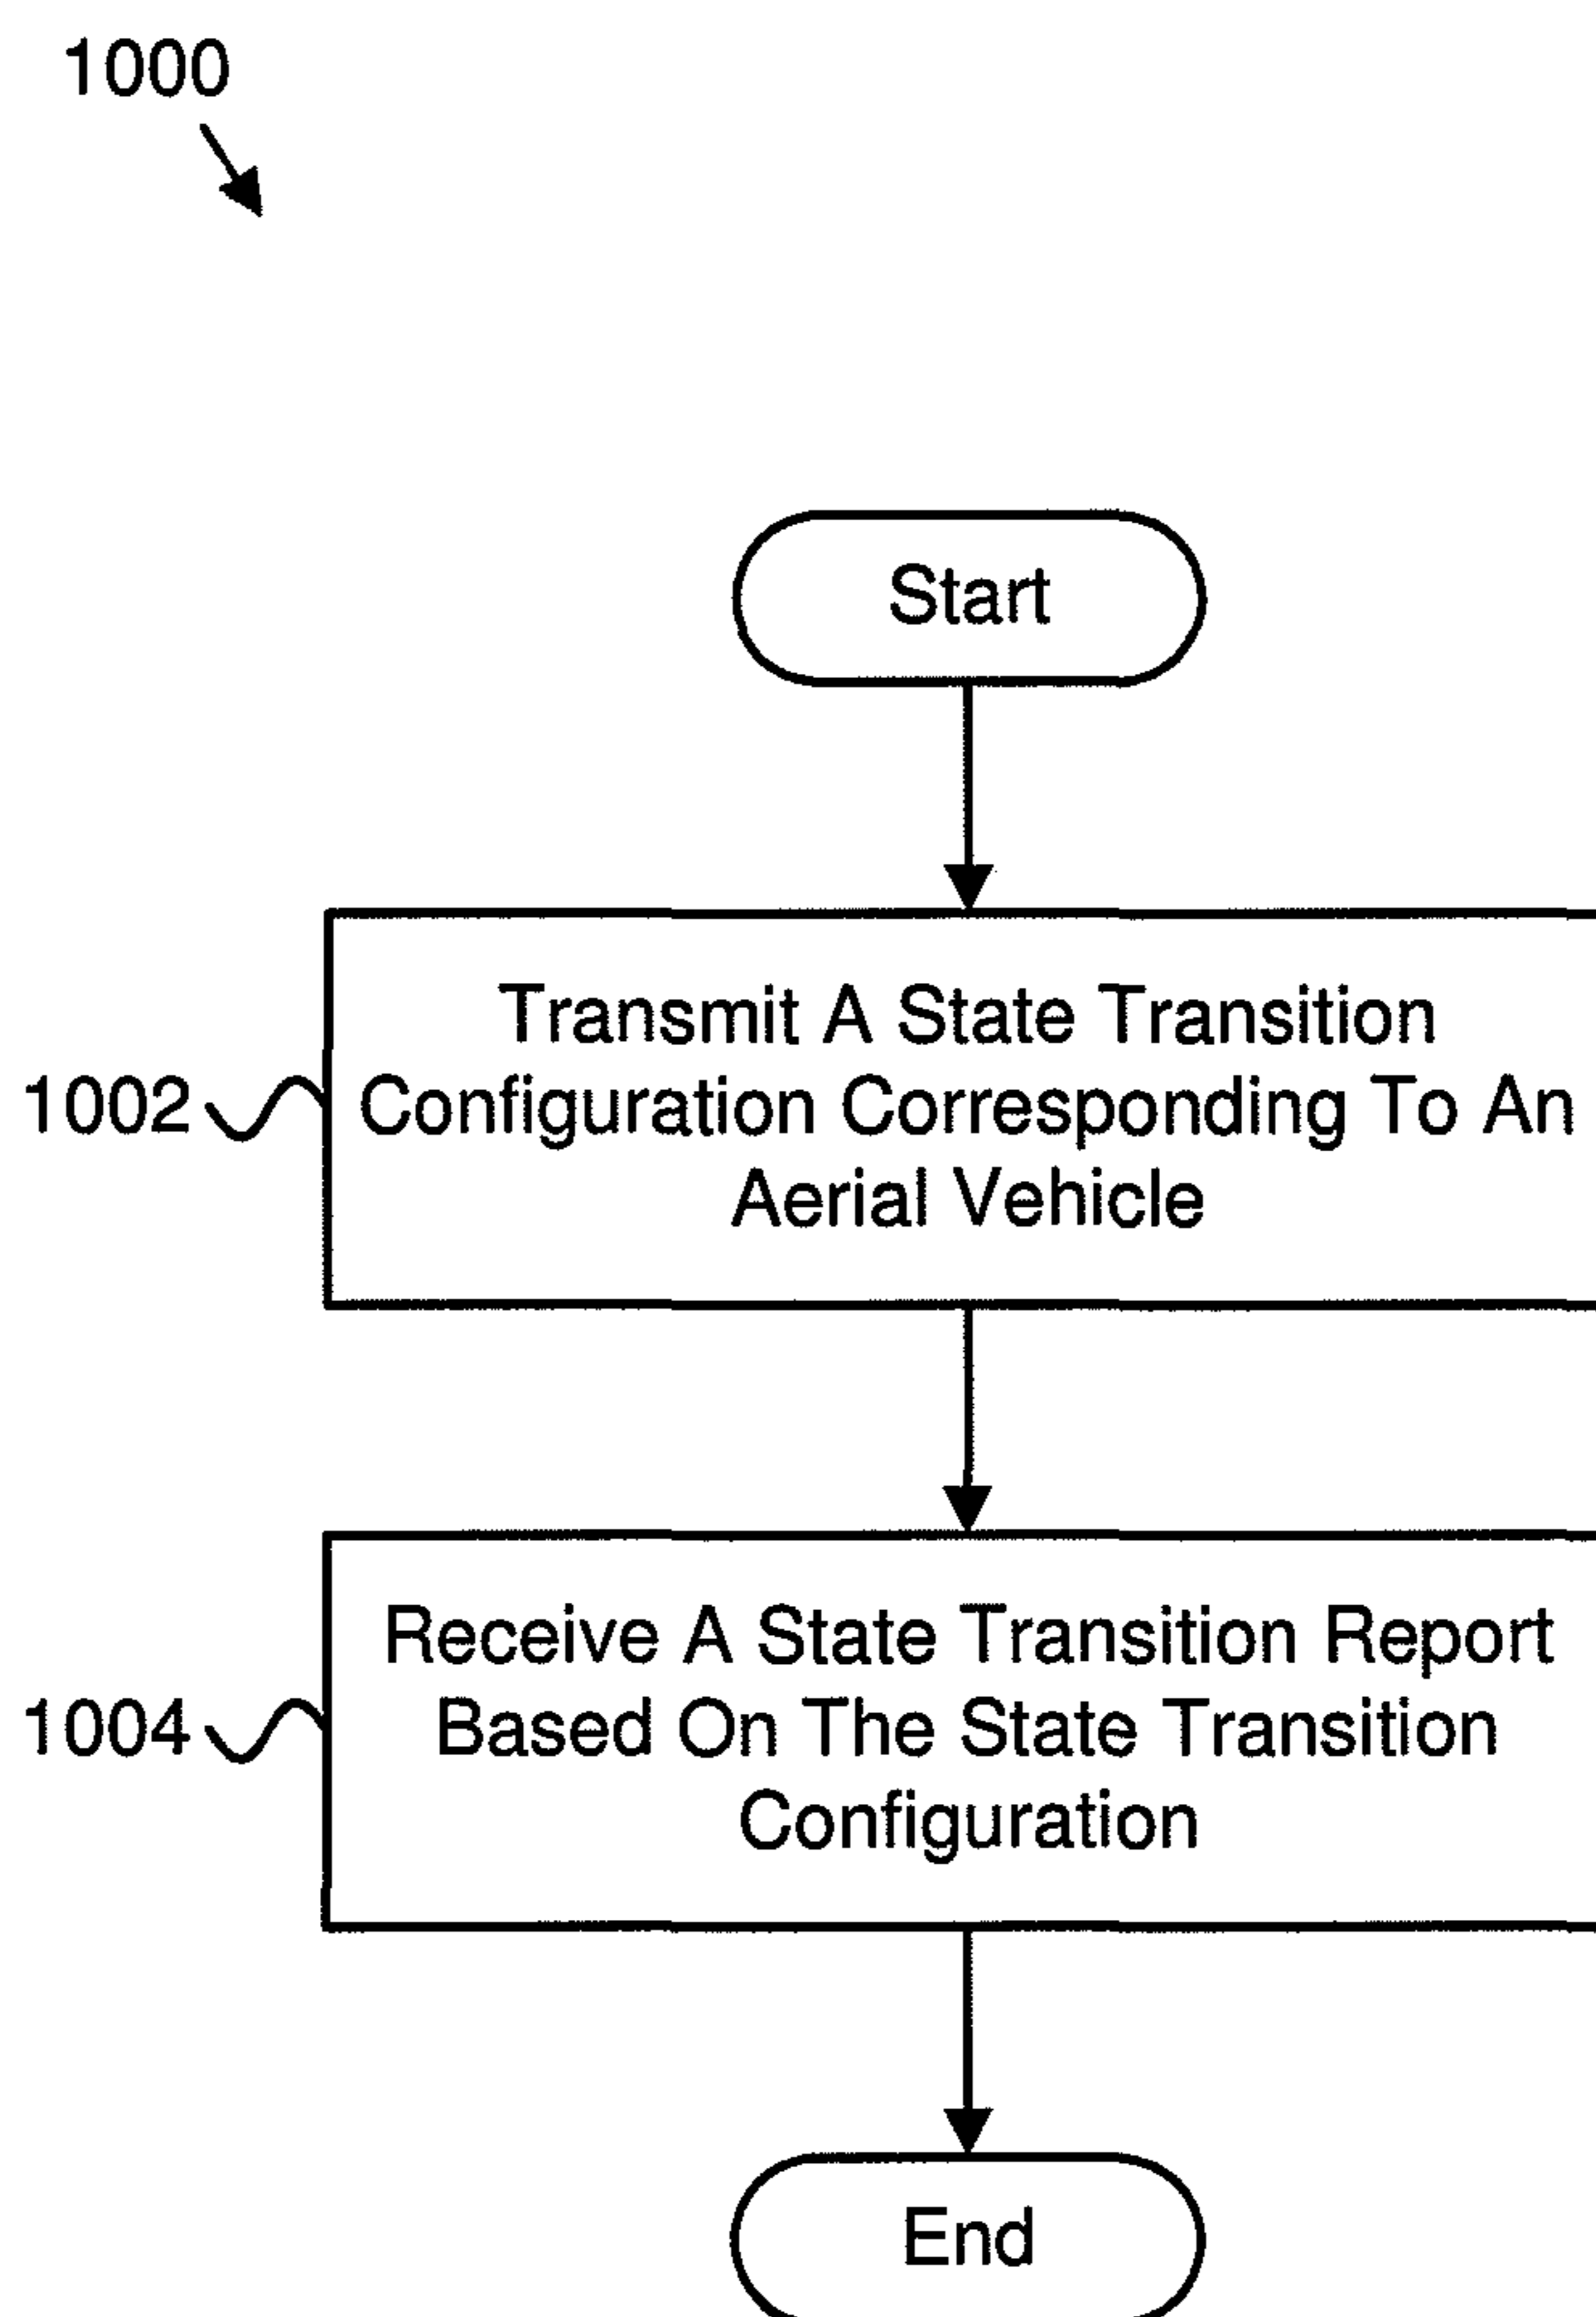 1000
Start
Transmit A State Transition
1002 Configuration Corresponding To An
Aerial Vehicle
Receive A State Transition Report
1004 Based On The State Transition
Configuration
End